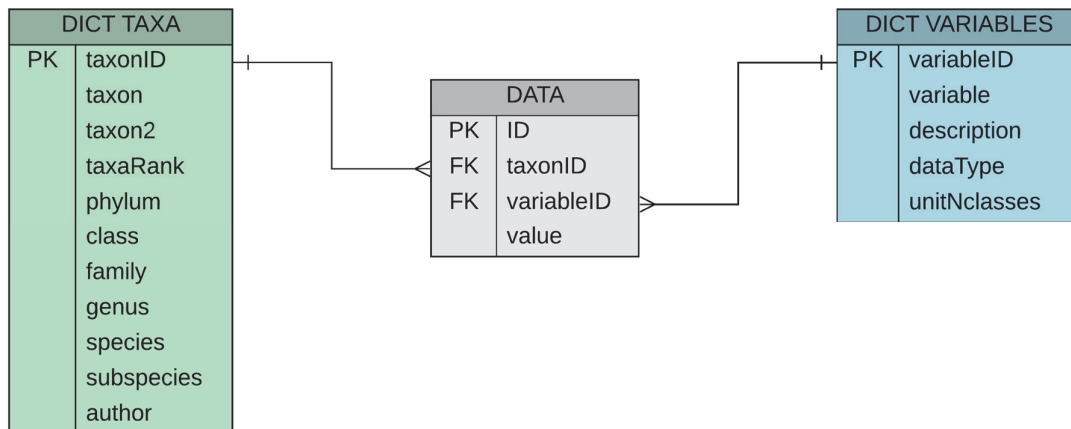 DICT TAXA
PK taxonID
taxon
taxon2
taxaRank
phylum
class
family
genus
species
subspecies
author
DATA
PK ID
FK taxonID
FK variableID
value
DICT VARIABLES
PK variableID
variable
description
dataType
unitNclasses